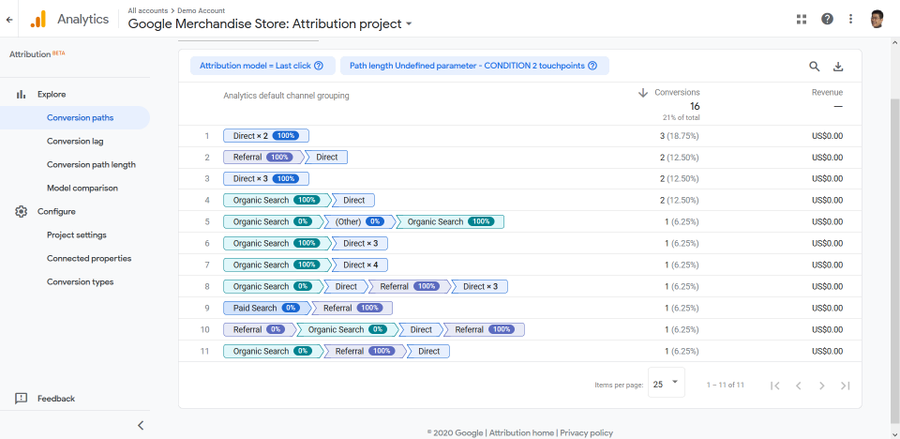 All accounts > Demo Account
Analytics
Google Merchandise Store: Attribution project
Attribution BETA
Explore
Conversion paths
Conversion lag
Conversion path length
Model comparison
Configure
Project settings
Connected properties
Conversion types
Feedback
Attribution model = Last click
Path length Undefined parameter - CONDITION 2 touchpoints
Analytics default channel grouping
Conversions
Revenue
16
—
21% of total
1 Direct × 2 100% 3 (18.75%) US$0.00
2 Referral 100% Direct 2 (12.50%) US$0.00
3 Direct × 3 100% 2 (12.50%) US$0.00
4 Organic Search 100% Direct 2 (12.50%) US$0.00
5 Organic Search 0% (Other) 0% Organic Search 100% 1 (6.25%) US$0.00
6 Organic Search 100% Direct × 3 1 (6.25%) US$0.00
7 Organic Search 100% Direct × 4 1 (6.25%) US$0.00
8 Organic Search 0% Direct Referral 100% Direct × 3 1 (6.25%) US$0.00
9 Paid Search 0% Referral 100% 1 (6.25%) US$0.00
10 Referral 0% Organic Search 0% Direct Referral 100% 1 (6.25%) US$0.00
11 Organic Search 0% Referral 100% Direct 1 (6.25%) US$0.00
Items per page: 25 1 – 11 of 11
© 2020 Google | Attribution home | Privacy policy